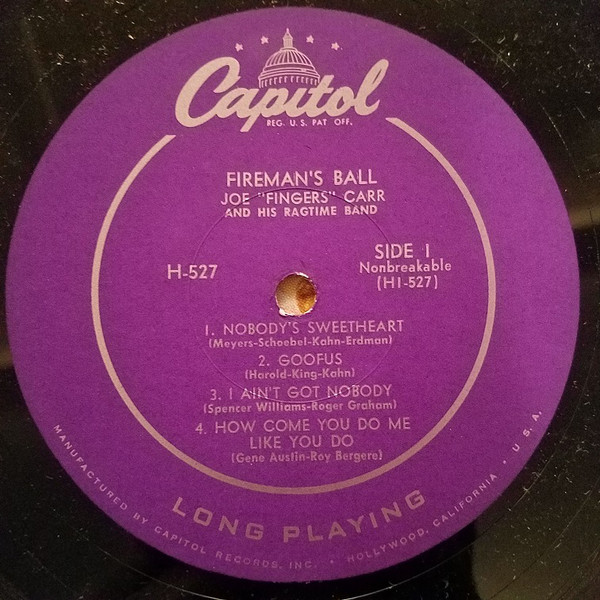 Capitol
REG. U. S. PAT OFF.
FIREMAN'S BALL
JOE "FINGERS" CARR
AND HIS RAGTIME BAND
H-527
SIDE 1
Nonbreakable
(H1-527)
1. NOBODY'S SWEETHEART
(Meyers-Schoebel-Kahn-Erdman)
2. GOOFUS
(Harold-King-Kahn)
3. I AIN'T GOT NOBODY
(Spencer Williams-Roger Graham)
4. HOW COME YOU DO ME
LIKE YOU DO
(Gene Austin-Roy Bergere)
LONG PLAYING
MANUFACTURED BY CAPITOL RECORDS, INC. • HOLLYWOOD, CALIFORNIA • U. S. A.